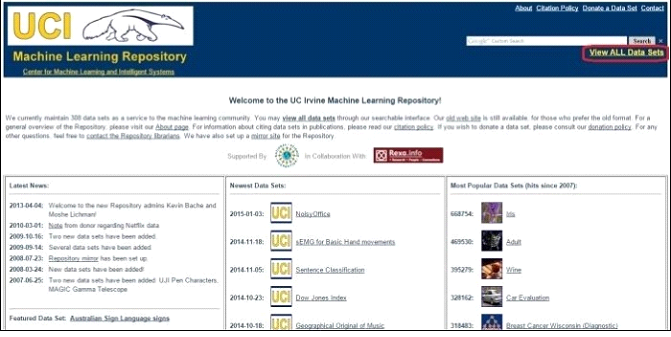 About Citation Policy Donate a Data Set Contact
UCI
Google™ Custom Search Search
View ALL Data Sets
Machine Learning Repository
Center for Machine Learning and Intelligent Systems
Welcome to the UC Irvine Machine Learning Repository!
We currently maintain 308 data sets as a service to the machine learning community. You may view all data sets through our searchable interface. Our old web site is still available, for those who prefer the old format. For a
general overview of the Repository, please visit our About page. For information about citing data sets in publications, please read our citation policy. If you wish to donate a data set, please consult our donation policy. For any
other questions, feel free to contact the Repository librarians. We have also set up a mirror site for the Repository.
Supported By In Collaboration With Rexa.info
Latest News:
2013-04-04: Welcome to the new Repository admins Kevin Bache and
Moshe Lichman!
2010-03-01: Note from donor regarding Netflix data
2009-10-16: Two new data sets have been added.
2009-09-14: Several data sets have been added.
2008-07-23: Repository mirror has been set up.
2008-03-24: New data sets have been added!
2007-06-25: Two new data sets have been added: UJI Pen Characters,
MAGIC Gamma Telescope
Featured Data Set: Australian Sign Language signs
Newest Data Sets:
2015-01-03: UCI NoisyOffice
2014-11-18: UCI sEMG for Basic Hand movements
2014-11-05: UCI Sentence Classification
2014-10-23: UCI Dow Jones Index
2014-10-18: UCI Geographical Original of Music
Most Popular Data Sets (hits since 2007):
668754: Iris
469530: Adult
395279: Wine
328162: Car Evaluation
318483: Breast Cancer Wisconsin (Diagnostic)